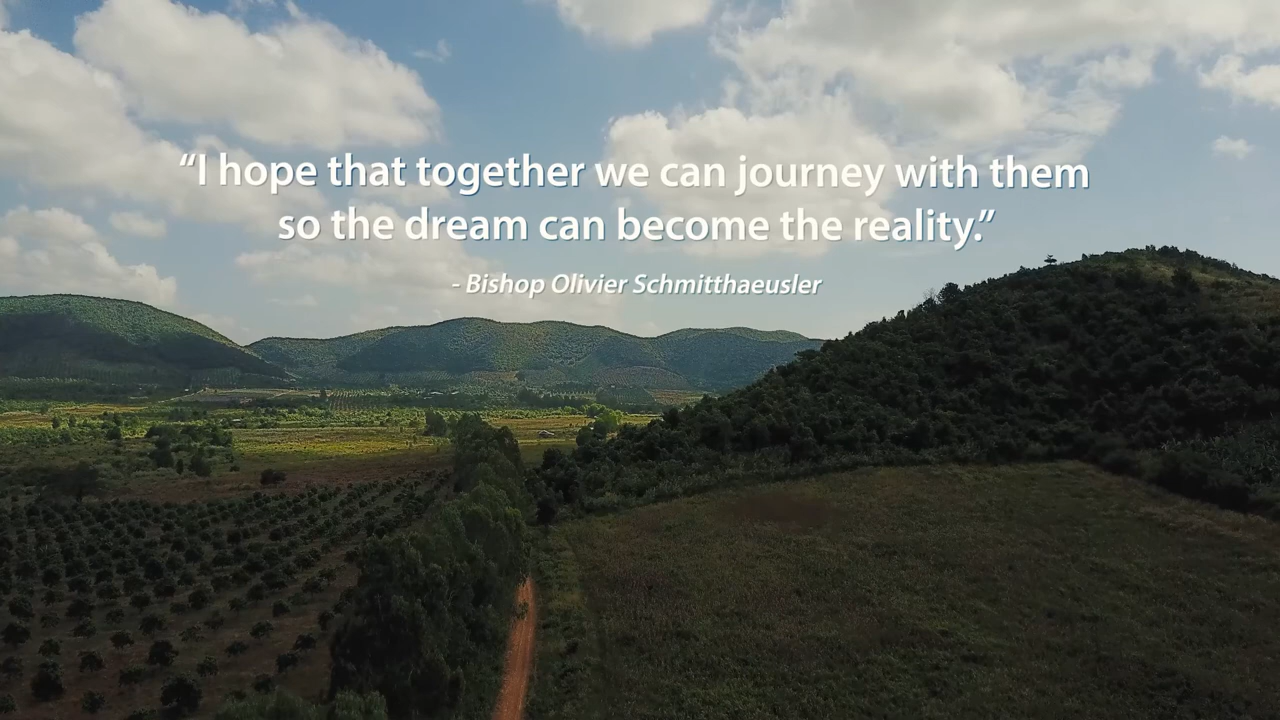 “I hope that together we can journey with them
so the dream can become the reality.”
- Bishop Olivier Schmitthaeusler